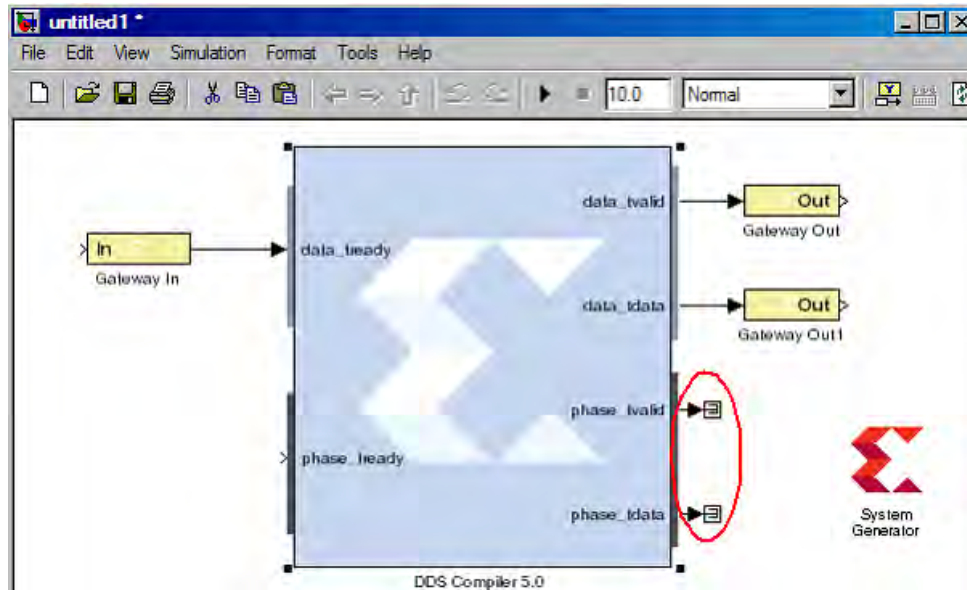 untitled1 *
File Edit View Simulation Format Tools Help
10.0 Normal
data_tvalid Out
Gateway Out
In data_tready
Gateway In
data_tdata Out
Gateway Out1
phase_tvalid
phase_tready
phase_tdata
System
Generator
DDS Compiler 5.0